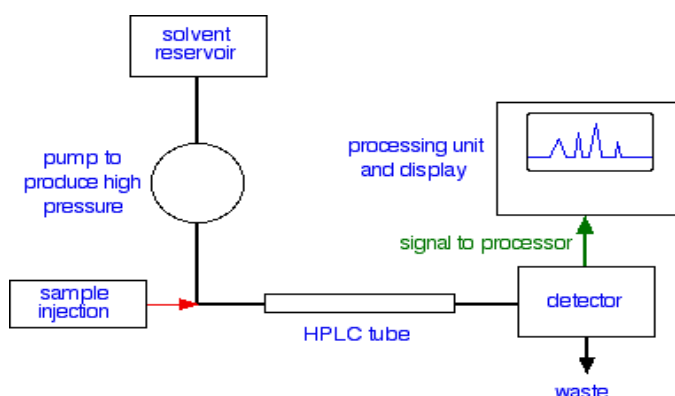 solvent
reservoir
pump to
produce high
pressure
processing unit
and display
signal to processor
sample
injection
HPLC tube
detector
waste